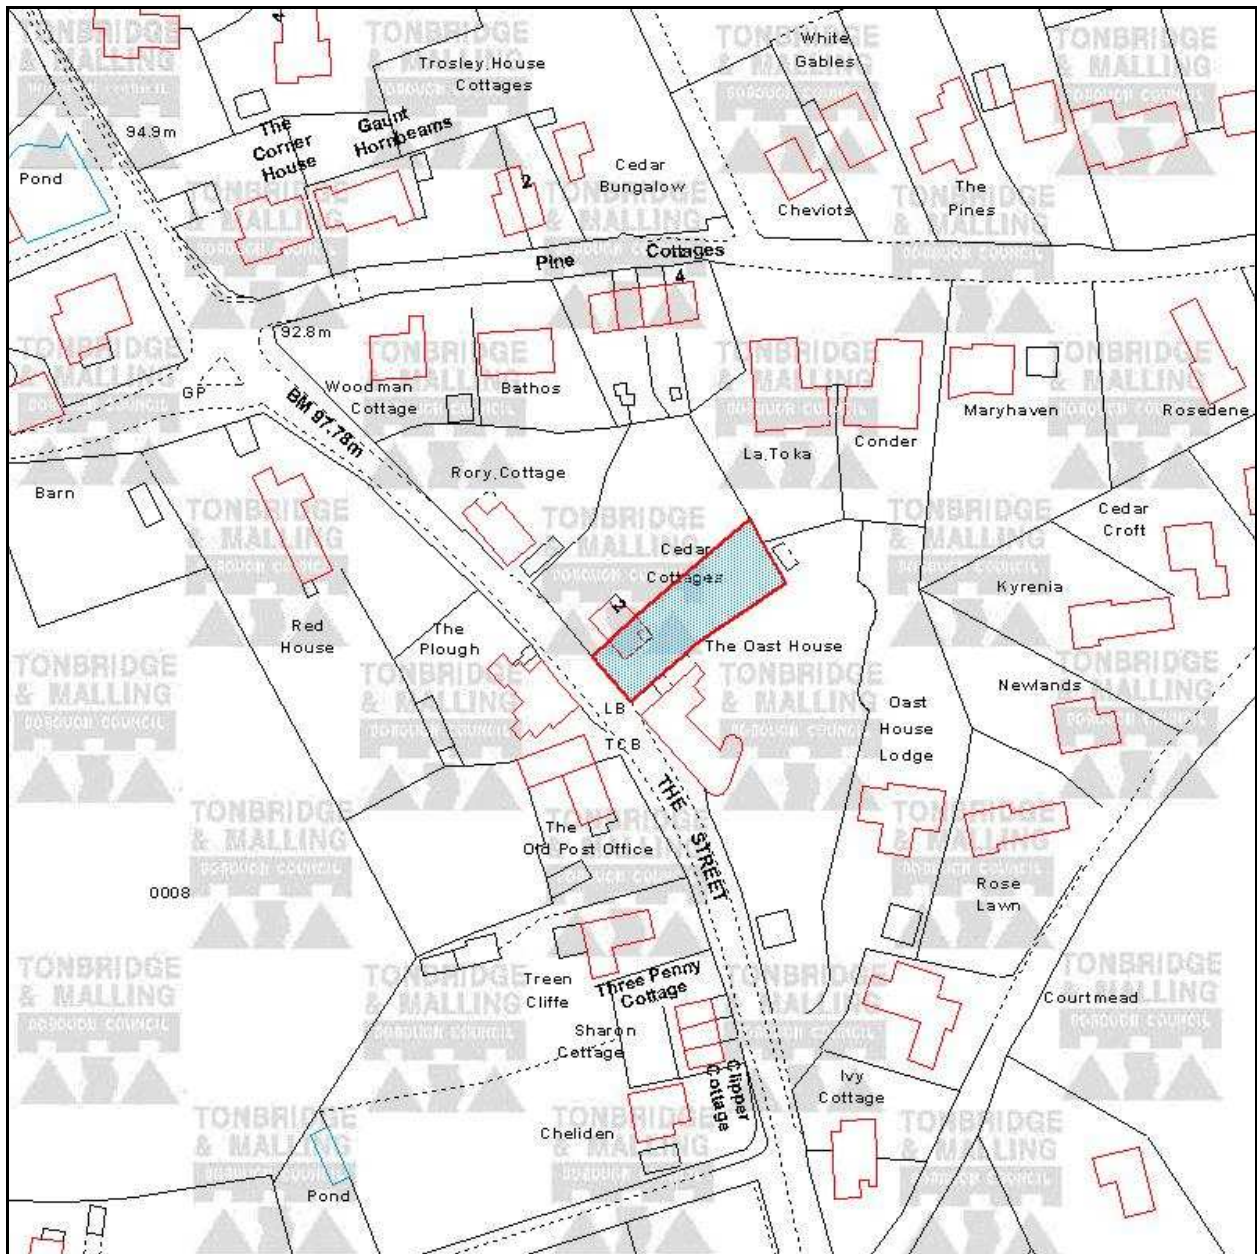 TONBRIDGE
& MALLING
BOROUGH COUNCIL
White
Gables
Trosley House
Cottages
94.9m
The
Corner
House
Gaunt
Hornbeams
Pond
2
Cedar
Bungalow
Cheviots
The
Pines
Pine Cottages
4
92.8m
GP
BM 97.78m
Woodman
Cottage
Bathos
La Toka
Conder
Maryhaven
Rosedene
Barn
Rory Cottage
Cedar
Croft
Cedar
Cottages
2
Kyrenia
Red
House
The
Plough
The Oast House
Newlands
LB
TCB
Oast
House
Lodge
THE STREET
The
Old Post Office
0008
Rose
Lawn
Treen
Cliffe
Three Penny
Cottage
Courtmead
Sharon
Cottage
Clipper
Cottage
Ivy
Cottage
Cheliden
Pond